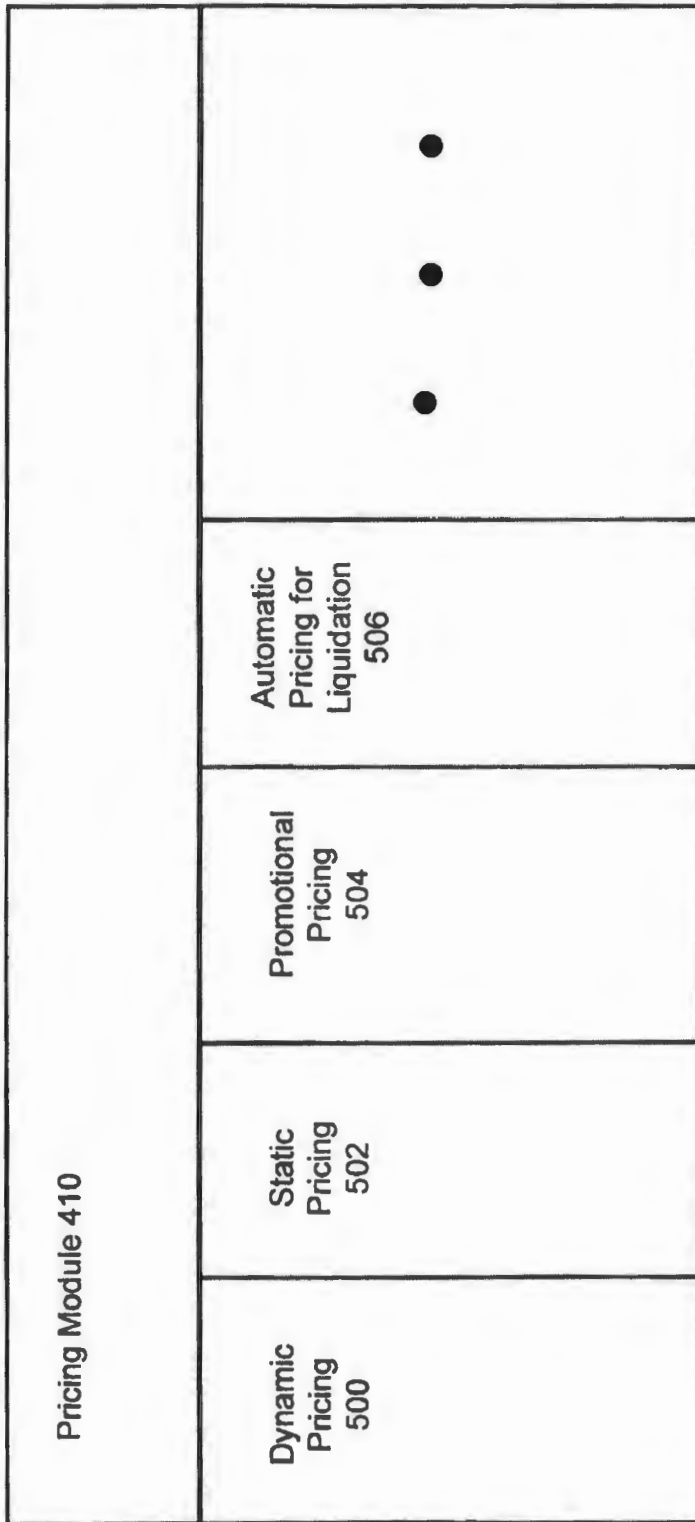 Pricing Module 410
Dynamic
Pricing
500
Static
Pricing
502
Promotional
Pricing
504
Automatic
Pricing for
Liquidation
506